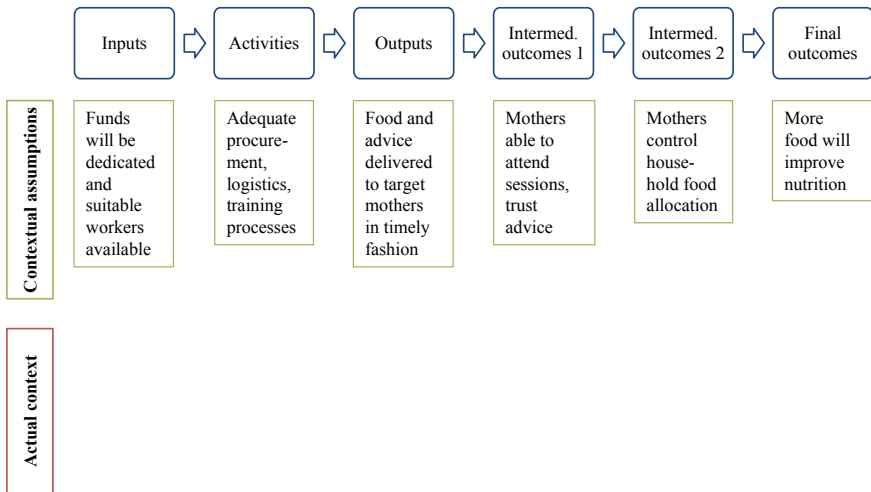 Inputs
Activities
Outputs
Intermed.
outcomes 1
Intermed.
outcomes 2
Final
outcomes
Contextual assumptions
Funds
will be
dedicated
and
suitable
workers
available
Adequate
procure-
ment,
logistics,
training
processes
Food and
advice
delivered
to target
mothers
in timely
fashion
Mothers
able to
attend
sessions,
trust
advice
Mothers
control
house-
hold food
allocation
More
food will
improve
nutrition
Actual context